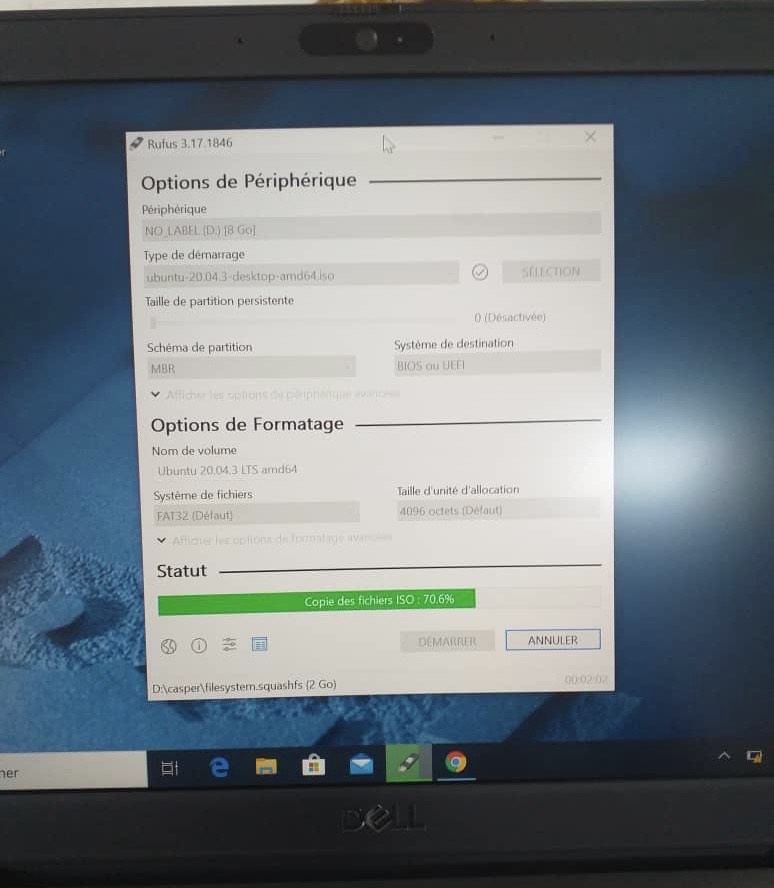 Rufus 3.17.1846
Options de Périphérique
Périphérique
NO_LABEL (D:) [8 Go]
Type de démarrage
ubuntu-20.04.3-desktop-amd64.iso
SÉLECTION
Taille de partition persistente
0 (Désactivée)
Schéma de partition
Système de destination
MBR
BIOS ou UEFI
Afficher les options de périphérique avancées
Options de Formatage
Nom de volume
Ubuntu 20.04.3 LTS amd64
Système de fichiers
Taille d'unité d'allocation
FAT32 (Défaut)
4096 octets (Défaut)
Afficher les options de formatage avancées
Statut
Copie des fichiers ISO : 70.6%
DÉMARRER
ANNULER
D:\casper\filesystem.squashfs (2 Go)
00:02:02
her
DELL